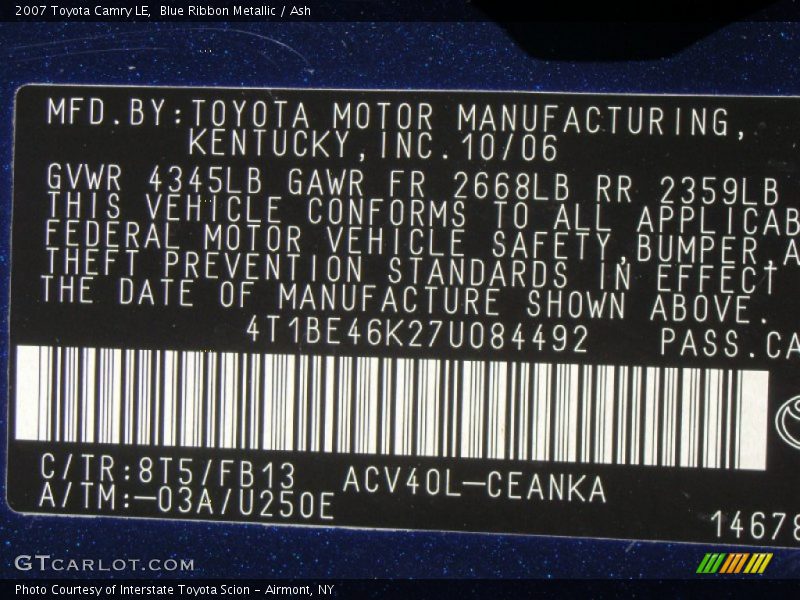 2007 Toyota Camry LE, Blue Ribbon Metallic / Ash
MFD.BY:TOYOTA MOTOR MANUFACTURING,
KENTUCKY,INC.10/06
GVWR 4345LB GAWR FR 2668LB RR 2359LB
THIS VEHICLE CONFORMS TO ALL APPLICAB
FEDERAL MOTOR VEHICLE SAFETY,BUMPER,A
THEFT PREVENTION STANDARDS IN EFFECT
THE DATE OF MANUFACTURE SHOWN ABOVE.
4T1BE46K27U084492 PASS.CA
C/TR:8T5/FB13 ACV40L-CEANKA
A/TM:-03A/U250E
14678
GTCARLOT.COM
Photo Courtesy of Interstate Toyota Scion - Airmont, NY